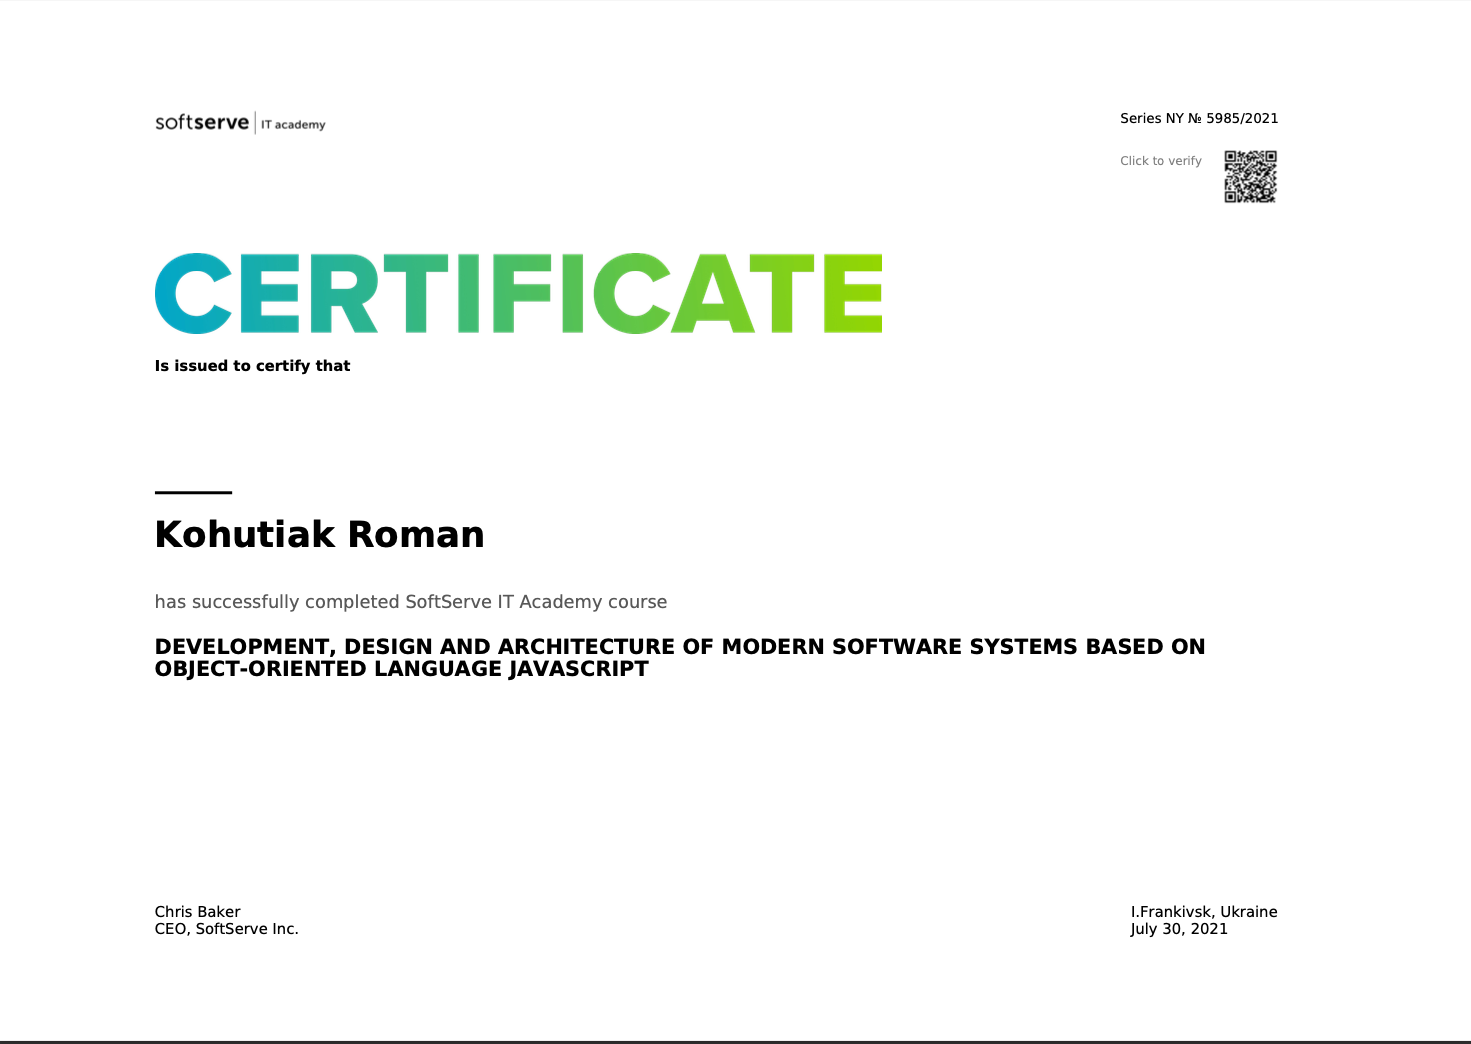 softserve | IT academy
Series NY № 5985/2021
Click to verify
CERTIFICATE
Is issued to certify that
Kohutiak Roman
has successfully completed SoftServe IT Academy course
DEVELOPMENT, DESIGN AND ARCHITECTURE OF MODERN SOFTWARE SYSTEMS BASED ON
OBJECT-ORIENTED LANGUAGE JAVASCRIPT
Chris Baker
CEO, SoftServe Inc.
I.Frankivsk, Ukraine
July 30, 2021